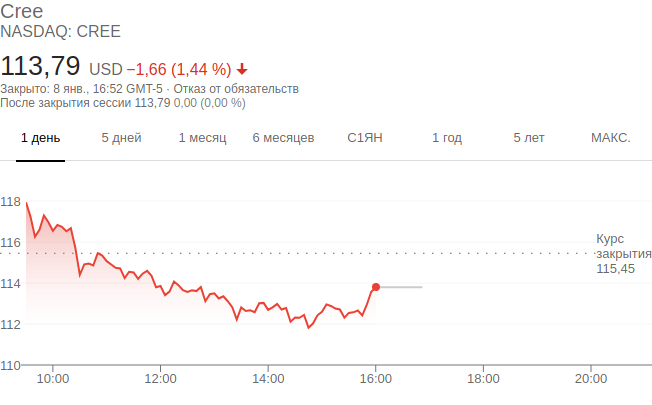 Cree
NASDAQ: CREE
113,79 USD −1,66 (1,44 %)
Закрыто: 8 янв., 16:52 GMT-5 · Отказ от обязательств
После закрытия сессии 113,79 0,00 (0,00 %)
1 день 5 дней 1 месяц 6 месяцев С1ЯН 1 год 5 лет МАКС.
118
116
114
112
110
Курс
закрытия
115,45
10:00 12:00 14:00 16:00 18:00 20:00